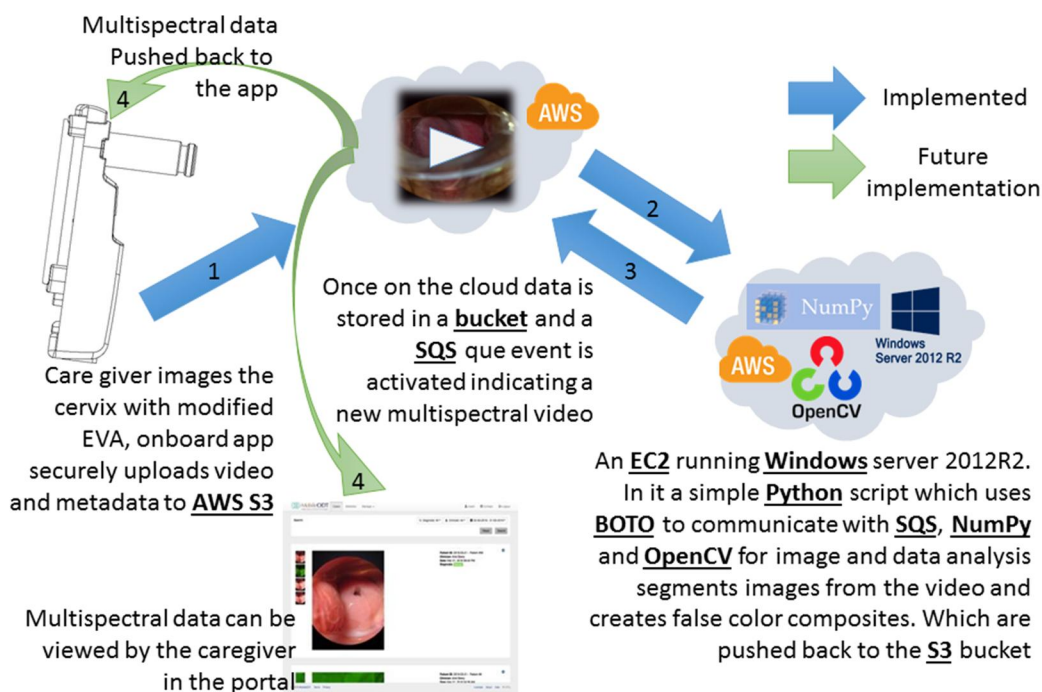 Multispectral data
Pushed back to
the app
4
AWS
Implemented
Future
implementation
1
2
3
Once on the cloud data is
stored in a bucket and a
SQS que event is
activated indicating a
new multispectral video
NumPy
Windows
Server 2012 R2
AWS
OpenCV
Care giver images the
cervix with modified
EVA, onboard app
securely uploads video
and metadata to AWS S3
4
An EC2 running Windows server 2012R2.
In it a simple Python script which uses
BOTO to communicate with SQS, NumPy
and OpenCV for image and data analysis
segments images from the video and
creates false color composites. Which are
pushed back to the S3 bucket
Multispectral data can be
viewed by the caregiver
in the portal